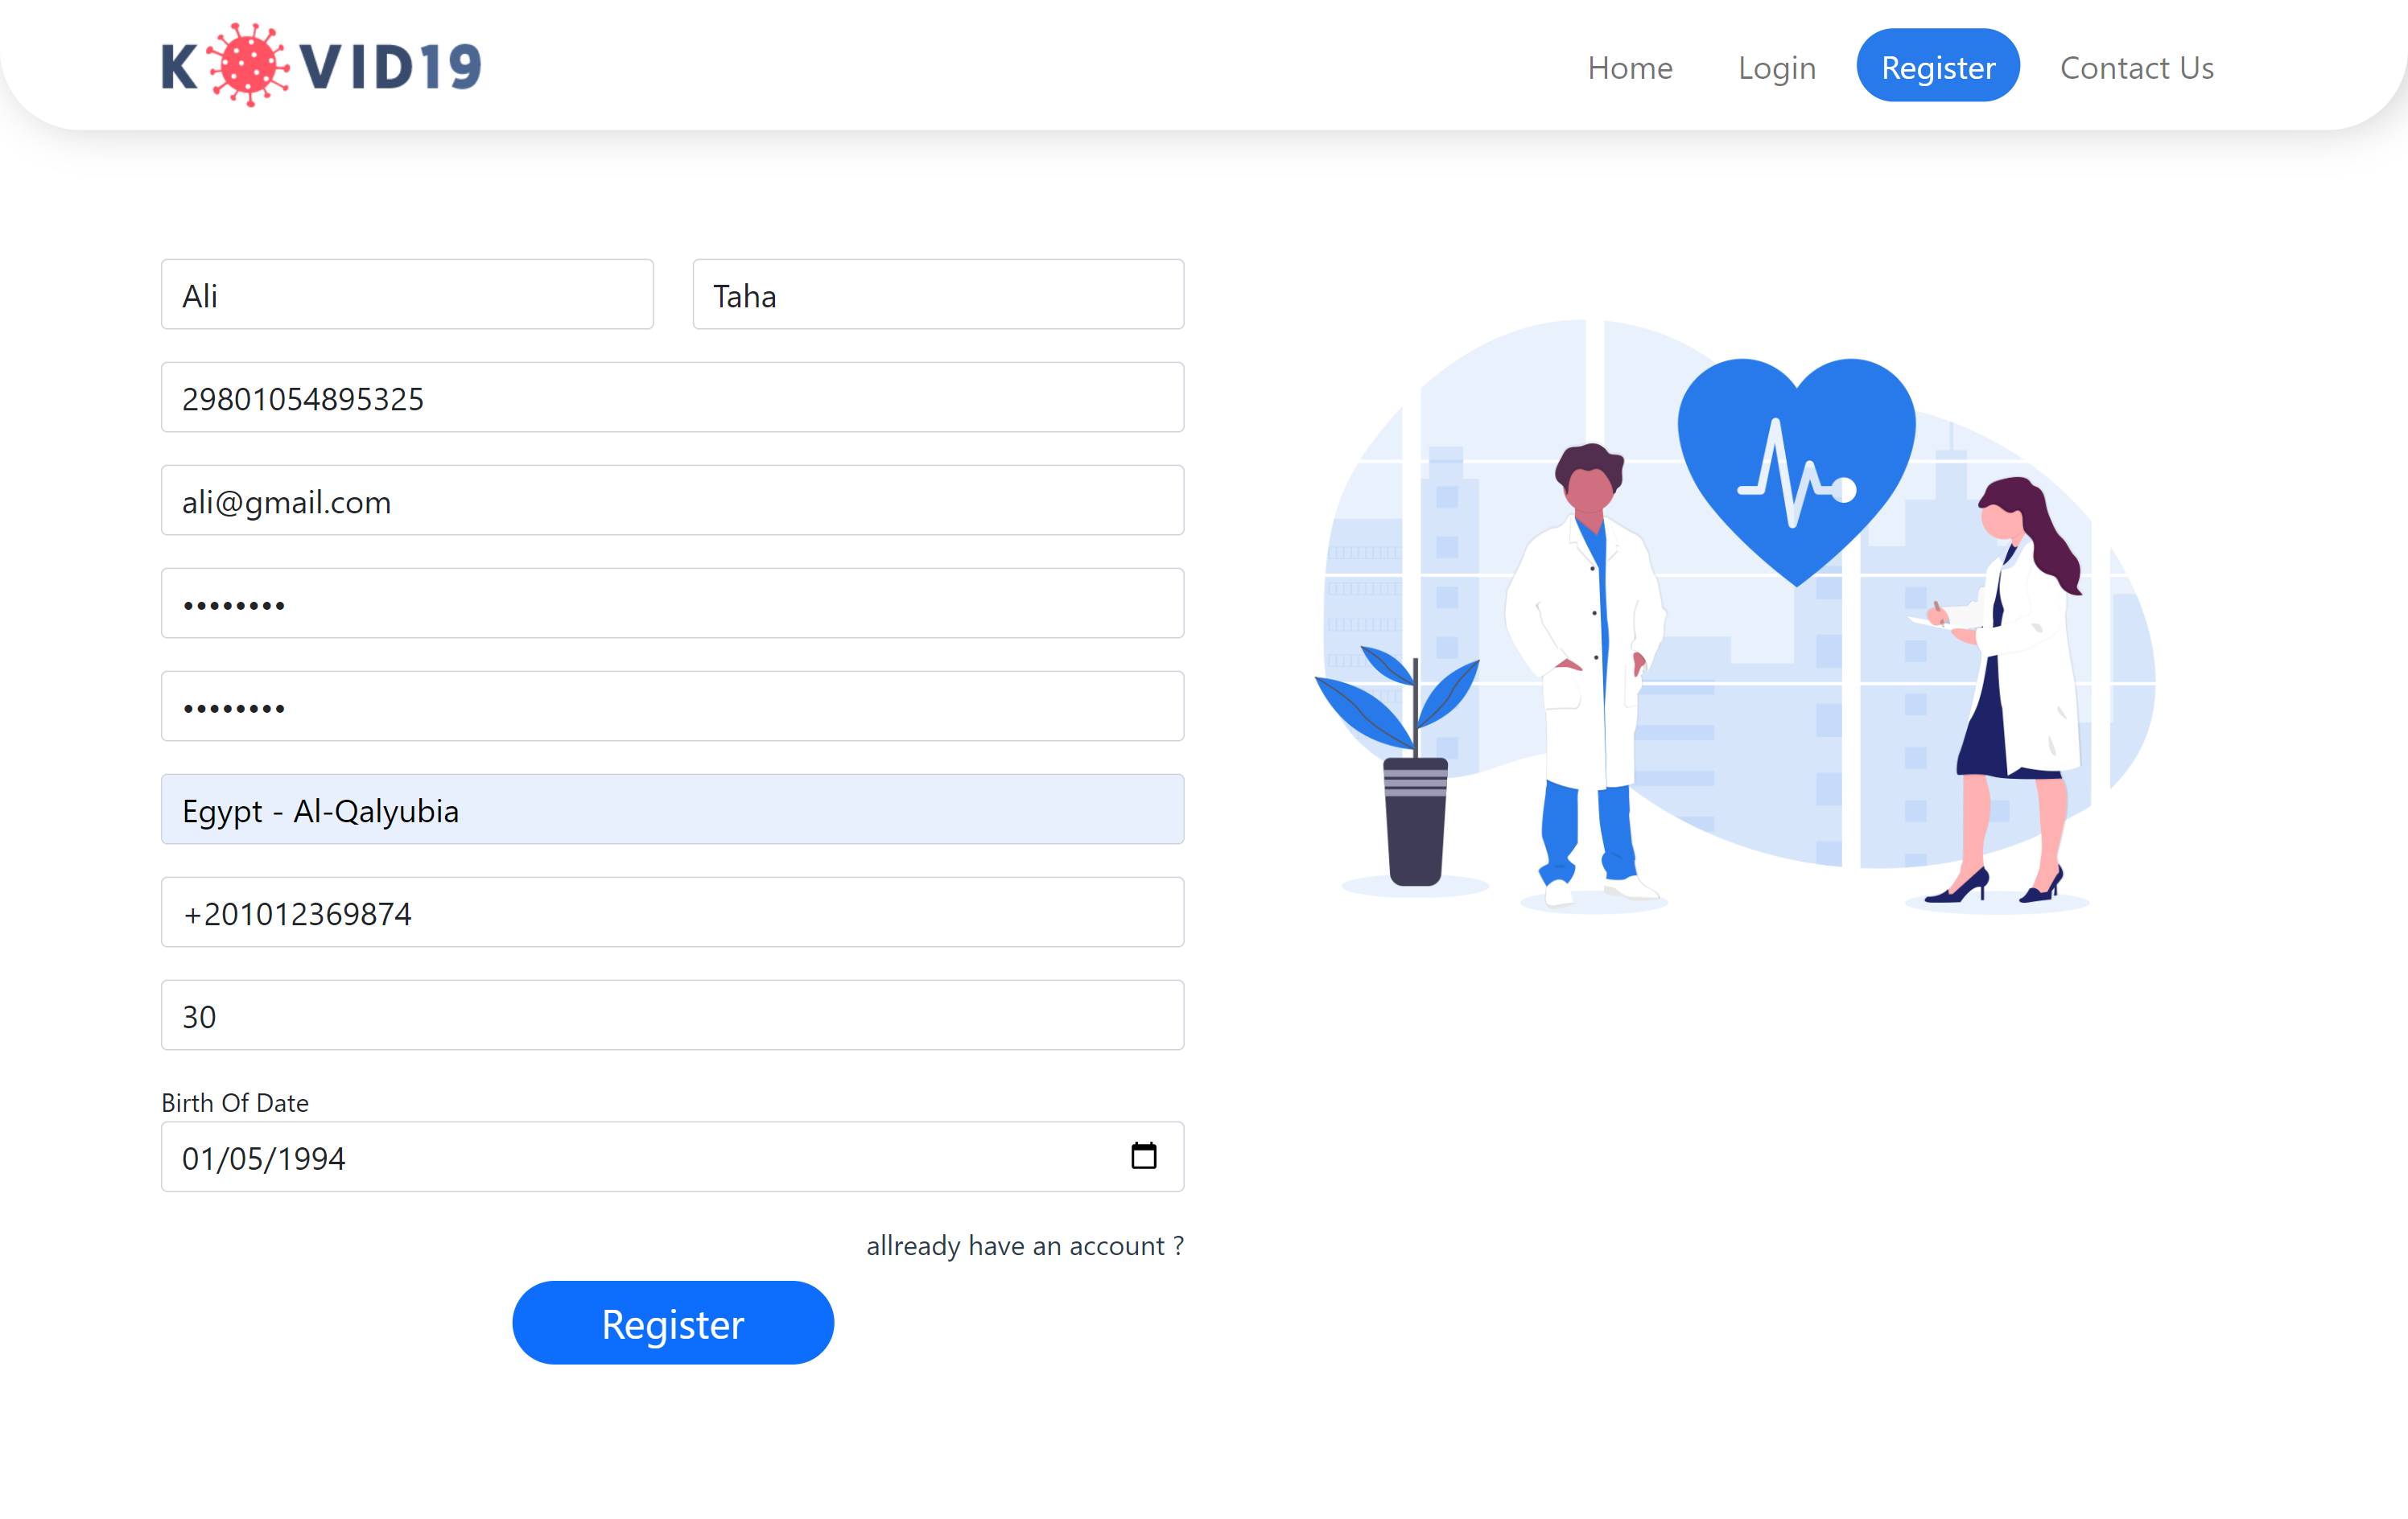 K VID19
Home Login Register Contact Us
Ali Taha
29801054895325
ali@gmail.com
••••••••
••••••••
Egypt - Al-Qalyubia
+201012369874
30
Birth Of Date
01/05/1994
allready have an account ?
Register